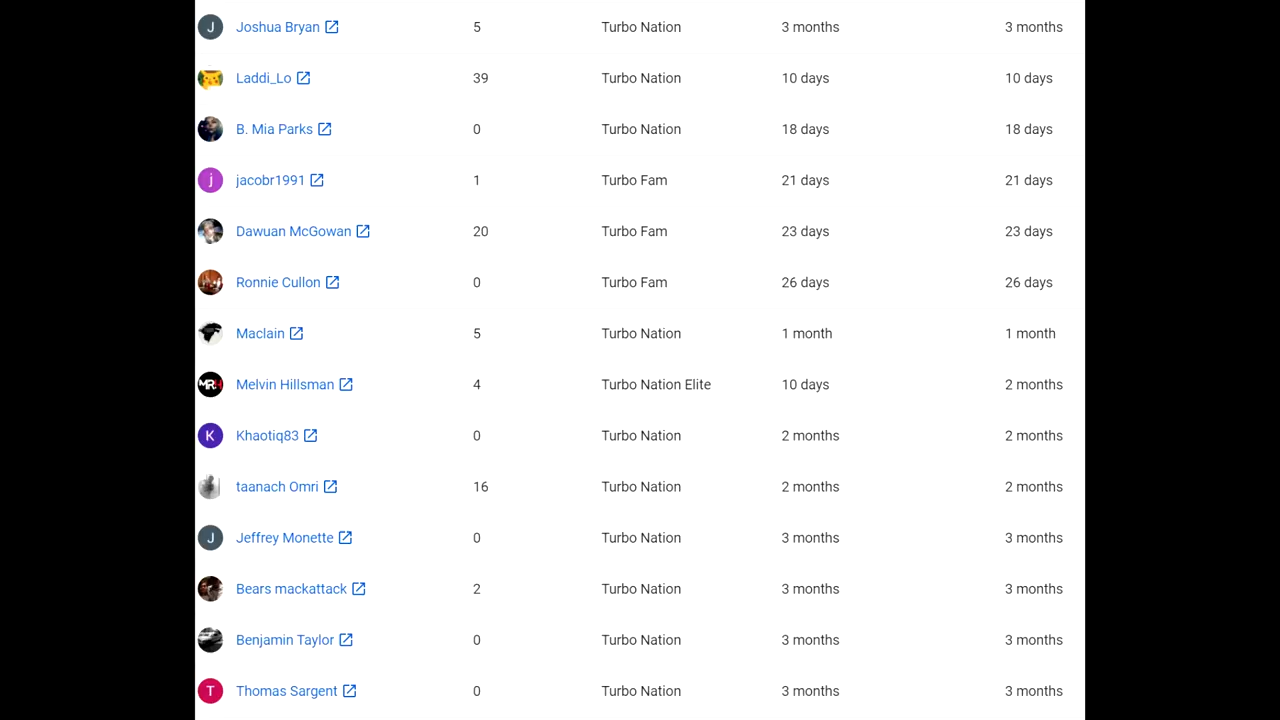 J Joshua Bryan 5 Turbo Nation 3 months 3 months
Laddi_Lo 39 Turbo Nation 10 days 10 days
B. Mia Parks 0 Turbo Nation 18 days 18 days
j jacobr1991 1 Turbo Fam 21 days 21 days
Dawuan McGowan 20 Turbo Fam 23 days 23 days
Ronnie Cullon 0 Turbo Fam 26 days 26 days
Maclain 5 Turbo Nation 1 month 1 month
MRH Melvin Hillsman 4 Turbo Nation Elite 10 days 2 months
K Khaotiq83 0 Turbo Nation 2 months 2 months
taanach Omri 16 Turbo Nation 2 months 2 months
J Jeffrey Monette 0 Turbo Nation 3 months 3 months
Bears mackattack 2 Turbo Nation 3 months 3 months
Benjamin Taylor 0 Turbo Nation 3 months 3 months
T Thomas Sargent 0 Turbo Nation 3 months 3 months